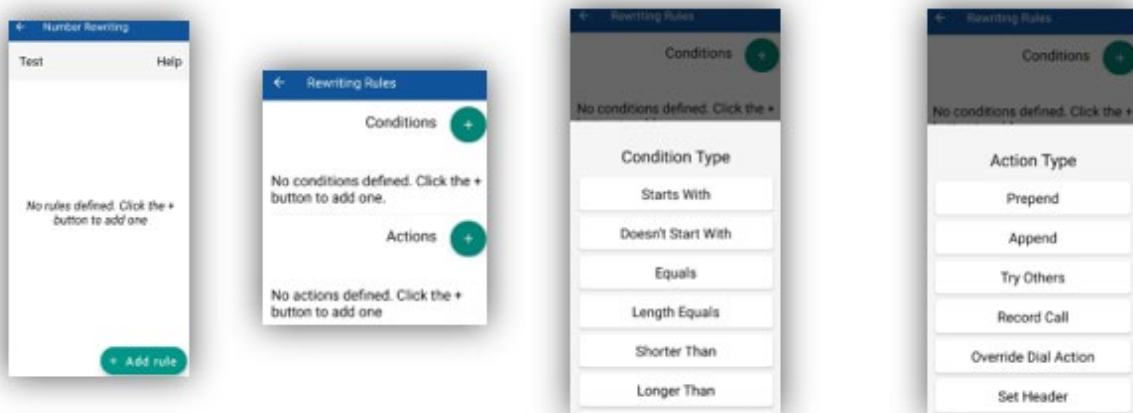 Number Rewriting
Test Help
No rules defined. Click the +
button to add one
+ Add rule
Rewriting Rules
Conditions +
No conditions defined. Click the +
button to add one.
Actions +
No actions defined. Click the +
button to add one
Rewriting Rules
Conditions +
No conditions defined. Click the +
Condition Type
Starts With
Doesn't Start With
Equals
Length Equals
Shorter Than
Longer Than
Rewriting Rules
Conditions +
No conditions defined. Click the +
Action Type
Prepend
Append
Try Others
Record Call
Override Dial Action
Set Header